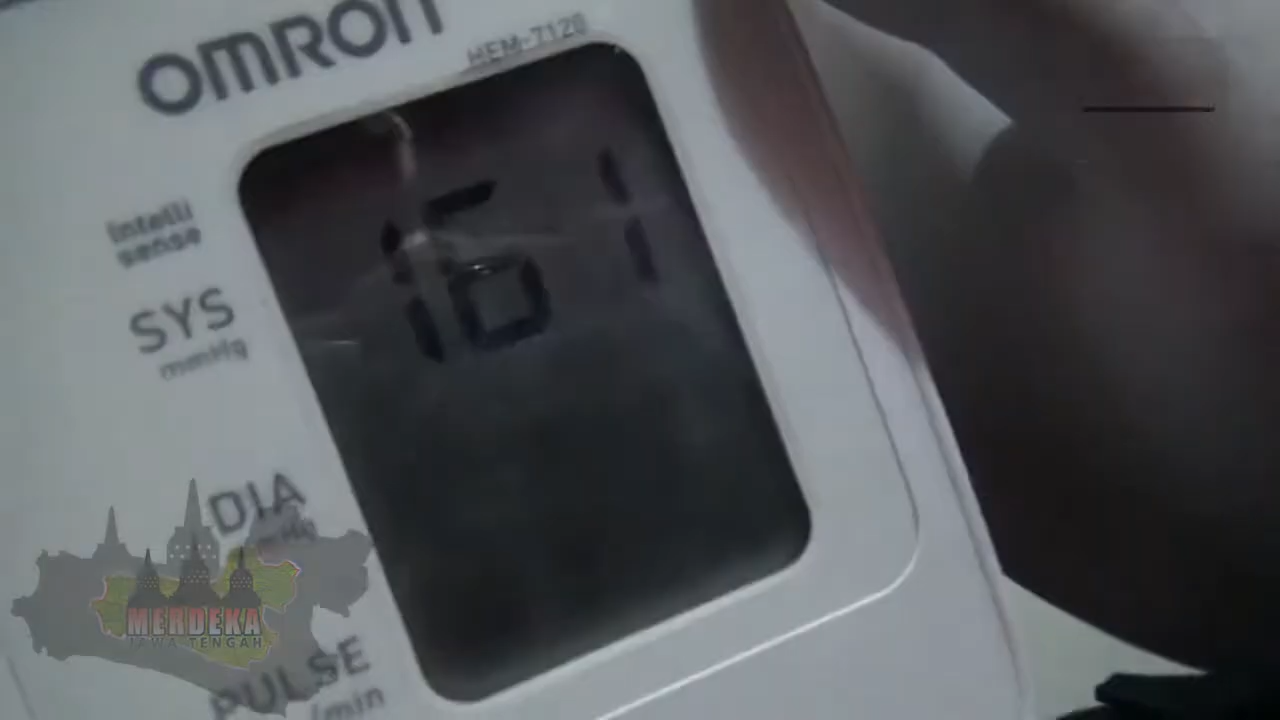 OMRON
HEM-7120
intelli
sense
161
SYS
mmHg
DIA
MERDEKA
JAWA TENGAH
PULSE
/min